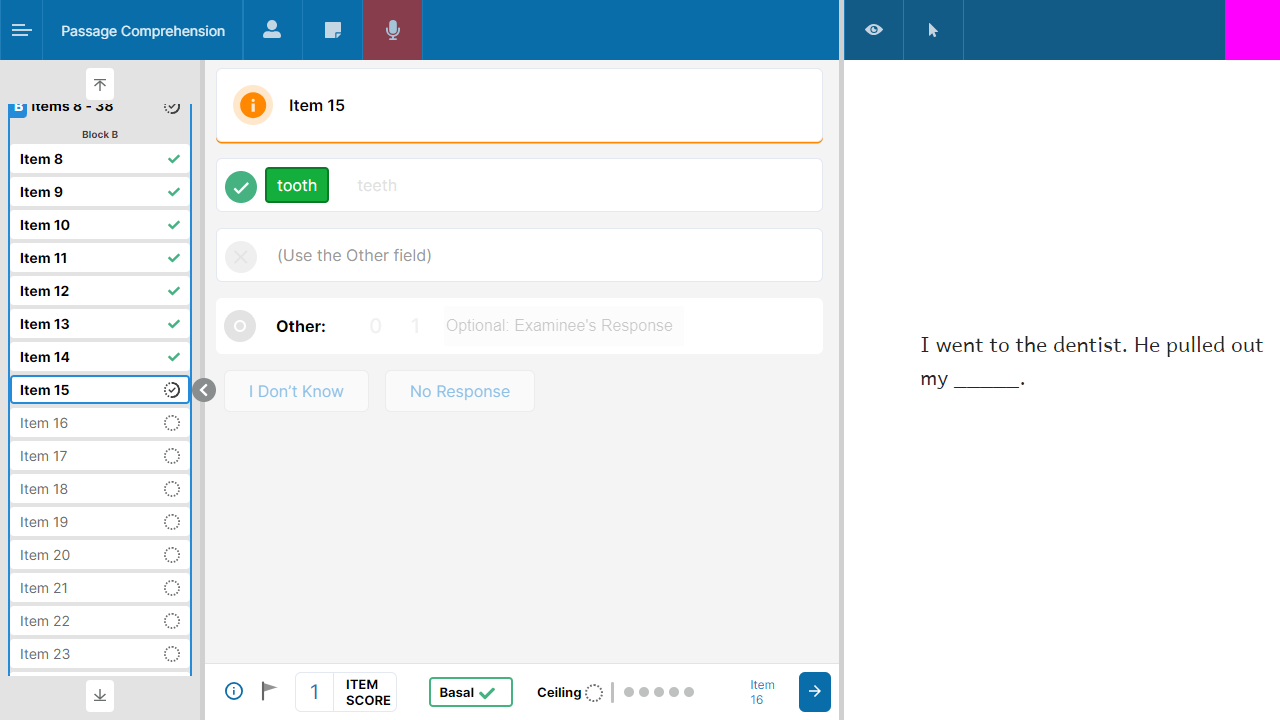 Passage Comprehension
B Items 8 - 38
Block B
Item 8
Item 9
Item 10
Item 11
Item 12
Item 13
Item 14
Item 15
Item 16
Item 17
Item 18
Item 19
Item 20
Item 21
Item 22
Item 23
Item 15
tooth teeth
(Use the Other field)
Other: 0 1 Optional: Examinee's Response
I Don’t Know No Response
1 ITEM SCORE
Basal
Ceiling
Item 16
I went to the dentist. He pulled out
my ______.